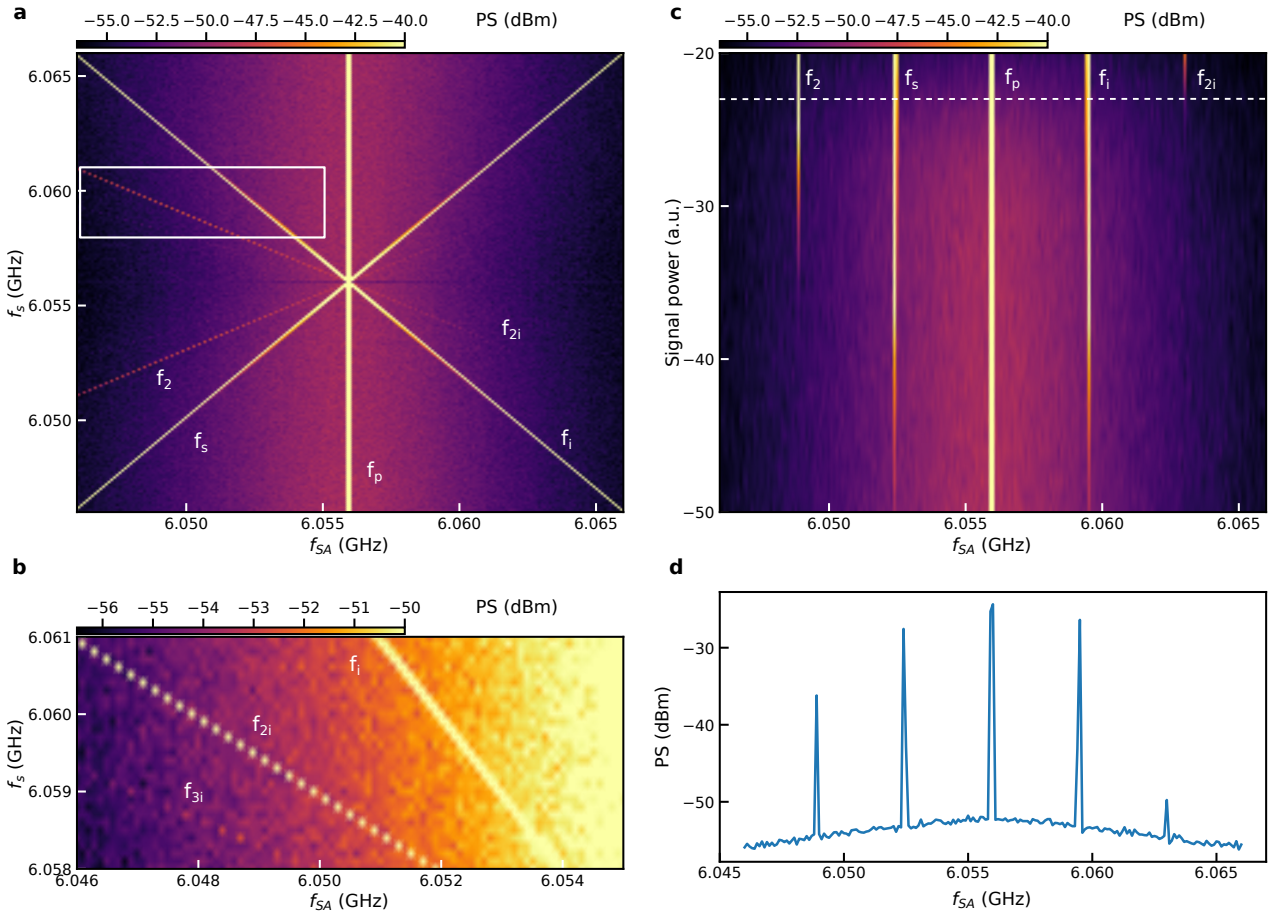 a
−55.0 −52.5 −50.0 −47.5 −45.0 −42.5 −40.0 PS (dBm)
6.065
6.060
6.055
6.050
f_s (GHz)
f_2
f_s
f_p
f_i
f_2i
6.050 6.055 6.060 6.065
f_SA (GHz)
b
−56 −55 −54 −53 −52 −51 −50 PS (dBm)
6.061
6.060
6.059
6.058
f_s (GHz)
f_i
f_2i
f_3i
6.046 6.048 6.050 6.052 6.054
f_SA (GHz)
c
−55.0 −52.5 −50.0 −47.5 −45.0 −42.5 −40.0 PS (dBm)
−20
−30
−40
−50
Signal power (a.u.)
f_2 f_s f_p f_i f_2i
6.050 6.055 6.060 6.065
f_SA (GHz)
d
−30
−40
−50
PS (dBm)
6.045 6.050 6.055 6.060 6.065
f_SA (GHz)